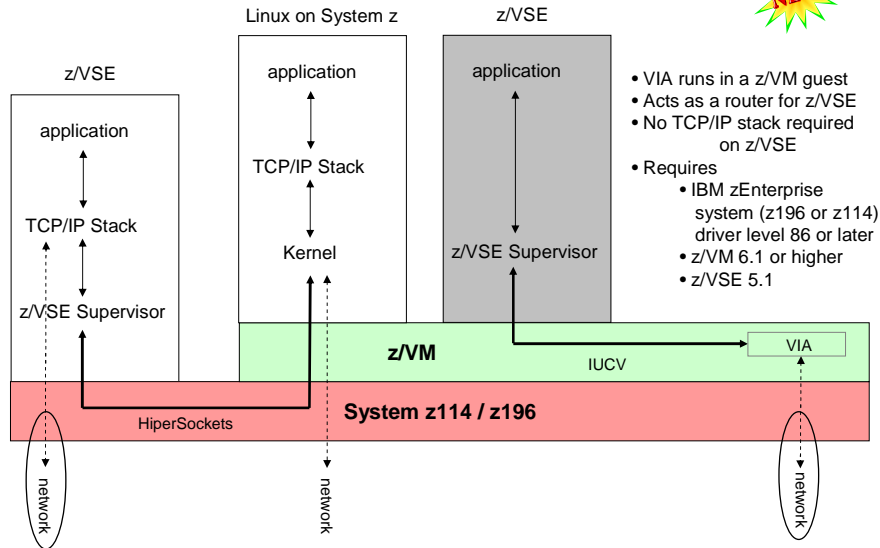 Linux on System z
z/VSE
z/VSE
application
TCP/IP Stack
z/VSE Supervisor
application
TCP/IP Stack
Kernel
application
z/VSE Supervisor
• VIA runs in a z/VM guest
• Acts as a router for z/VSE
• No TCP/IP stack required
on z/VSE
• Requires
• IBM zEnterprise
system (z196 or z114)
driver level 86 or later
• z/VM 6.1 or higher
• z/VSE 5.1
z/VM
IUCV
VIA
System z114 / z196
HiperSockets
network
network
network